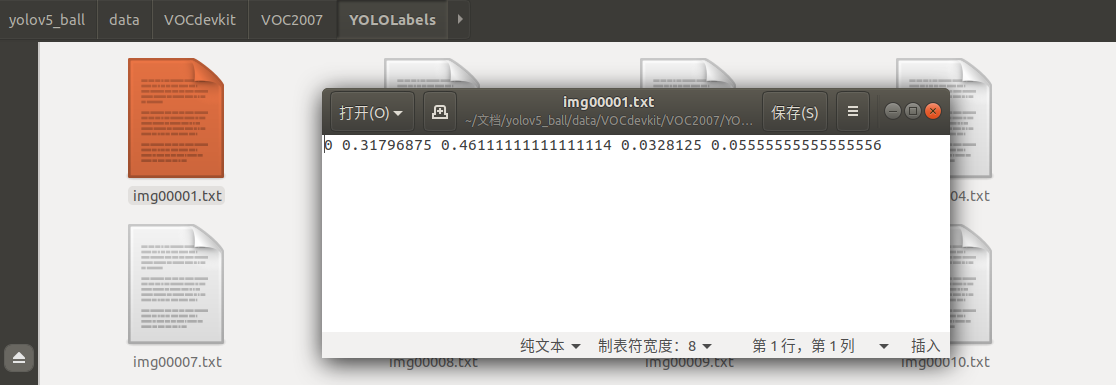 yolov5_ball data VOCdevkit VOC2007 YOLOLabels
打开(O) img00001.txt 保存(S)
~/文档/yolov5_ball/data/VOCdevkit/VOC2007/YO…
0 0.31796875 0.46111111111111114 0.0328125 0.05555555555555556
img00001.txt 04.txt
纯文本 制表符宽度：8 第 1 行，第 1 列 插入
img00007.txt img00008.txt img00009.txt img00010.txt